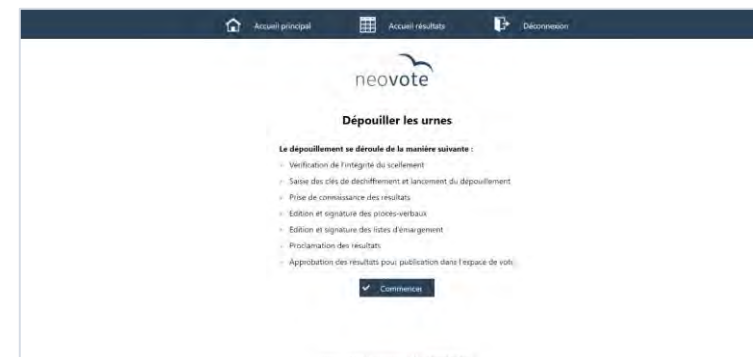 Accueil principal
Accueil résultats
Déconnexion
neovote
Dépouiller les urnes
Le dépouillement se déroule de la manière suivante :
Vérification de l'intégrité du scellement
Saisie des clés de déchiffrement et lancement du dépouillement
Prise de connaissance des résultats
Edition et signature des procès-verbaux
Edition et signature des listes d'émargement
Proclamation des résultats
Approbation des résultats pour publication dans l'espace de vote
Commencer